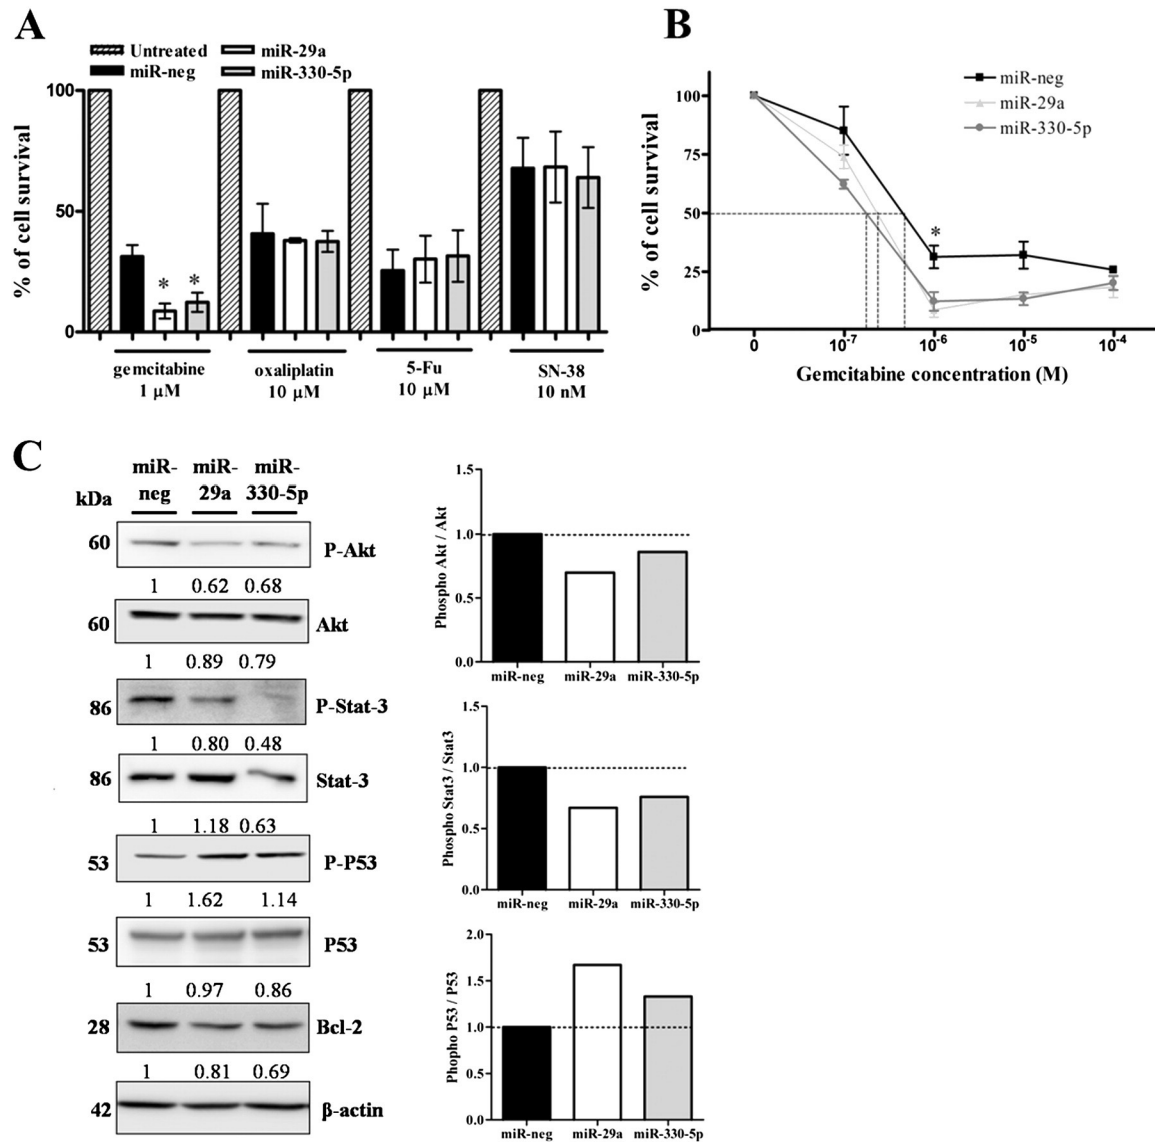 A
Untreated
miR-neg
miR-29a
miR-330-5p
% of cell survival
100
50
0
gemcitabine
1 μM
oxaliplatin
10 μM
5-Fu
10 μM
SN-38
10 nM
* *
B
miR-neg
miR-29a
miR-330-5p
% of cell survival
100
75
50
25
0
*
0 10-7 10-6 10-5 10-4
Gemcitabine concentration (M)
C
kDa
miR-neg
miR-29a
miR-330-5p
60 P-Akt
1 0.62 0.68
60 Akt
1 0.89 0.79
86 P-Stat-3
1 0.80 0.48
86 Stat-3
1 1.18 0.63
53 P-P53
1 1.62 1.14
53 P53
1 0.97 0.86
28 Bcl-2
1 0.81 0.69
42 β-actin
Phospho Akt / Akt
1.5
1.0
0.5
0.0
miR-neg miR-29a miR-330-5p
Phospho Stat3 / Stat3
1.5
1.0
0.5
0.0
miR-neg miR-29a miR-330-5p
Phopho P53 / P53
2.0
1.5
1.0
0.5
0.0
miR-neg miR-29a miR-330-5p